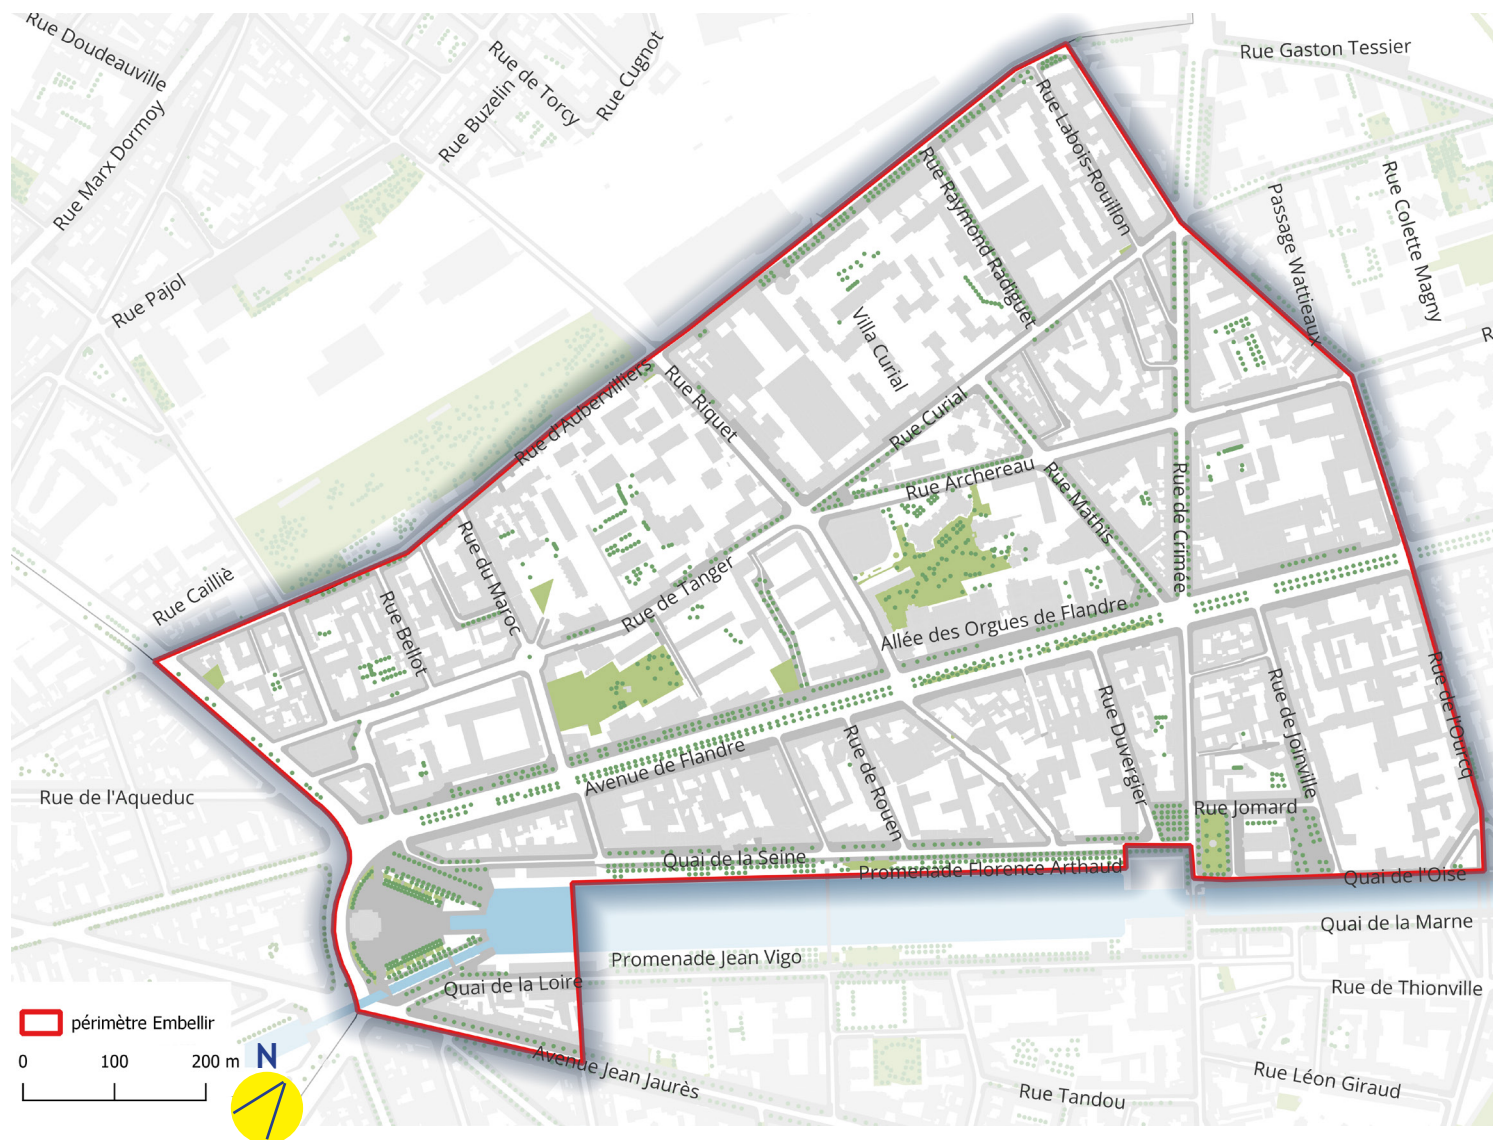 Rue Doudeauville
Rue Marx Dormoy
Rue de Torcy
Rue Buzelin
Rue Cugnot
Rue Gaston Tessier
Rue Pajol
Rue Labois-Rouillon
Rue Raymond Radiguet
Passage Wattieaux
Rue Colette Magny
R
Villa Curial
Rue d'Aubervilliers
Rue Riquet
Rue Curial
Rue Archereau
Rue Mathis
Rue de Crimée
Rue Cailliè
Rue du Maroc
Rue Bellot
Rue de Tanger
Allée des Orgues de Flandre
Avenue de Flandre
Rue de Rouen
Rue Duvergier
Rue de Joinville
Rue de l'Ourcq
Rue de l'Aqueduc
Rue Jomard
Quai de la Seine
Promenade Florence Arthaud
Quai de l'Oise
Quai de la Marne
Promenade Jean Vigo
Quai de la Loire
Rue de Thionville
Avenue Jean Jaurès
Rue Tandou
Rue Léon Giraud
périmètre Embellir
0 100 200 m
N